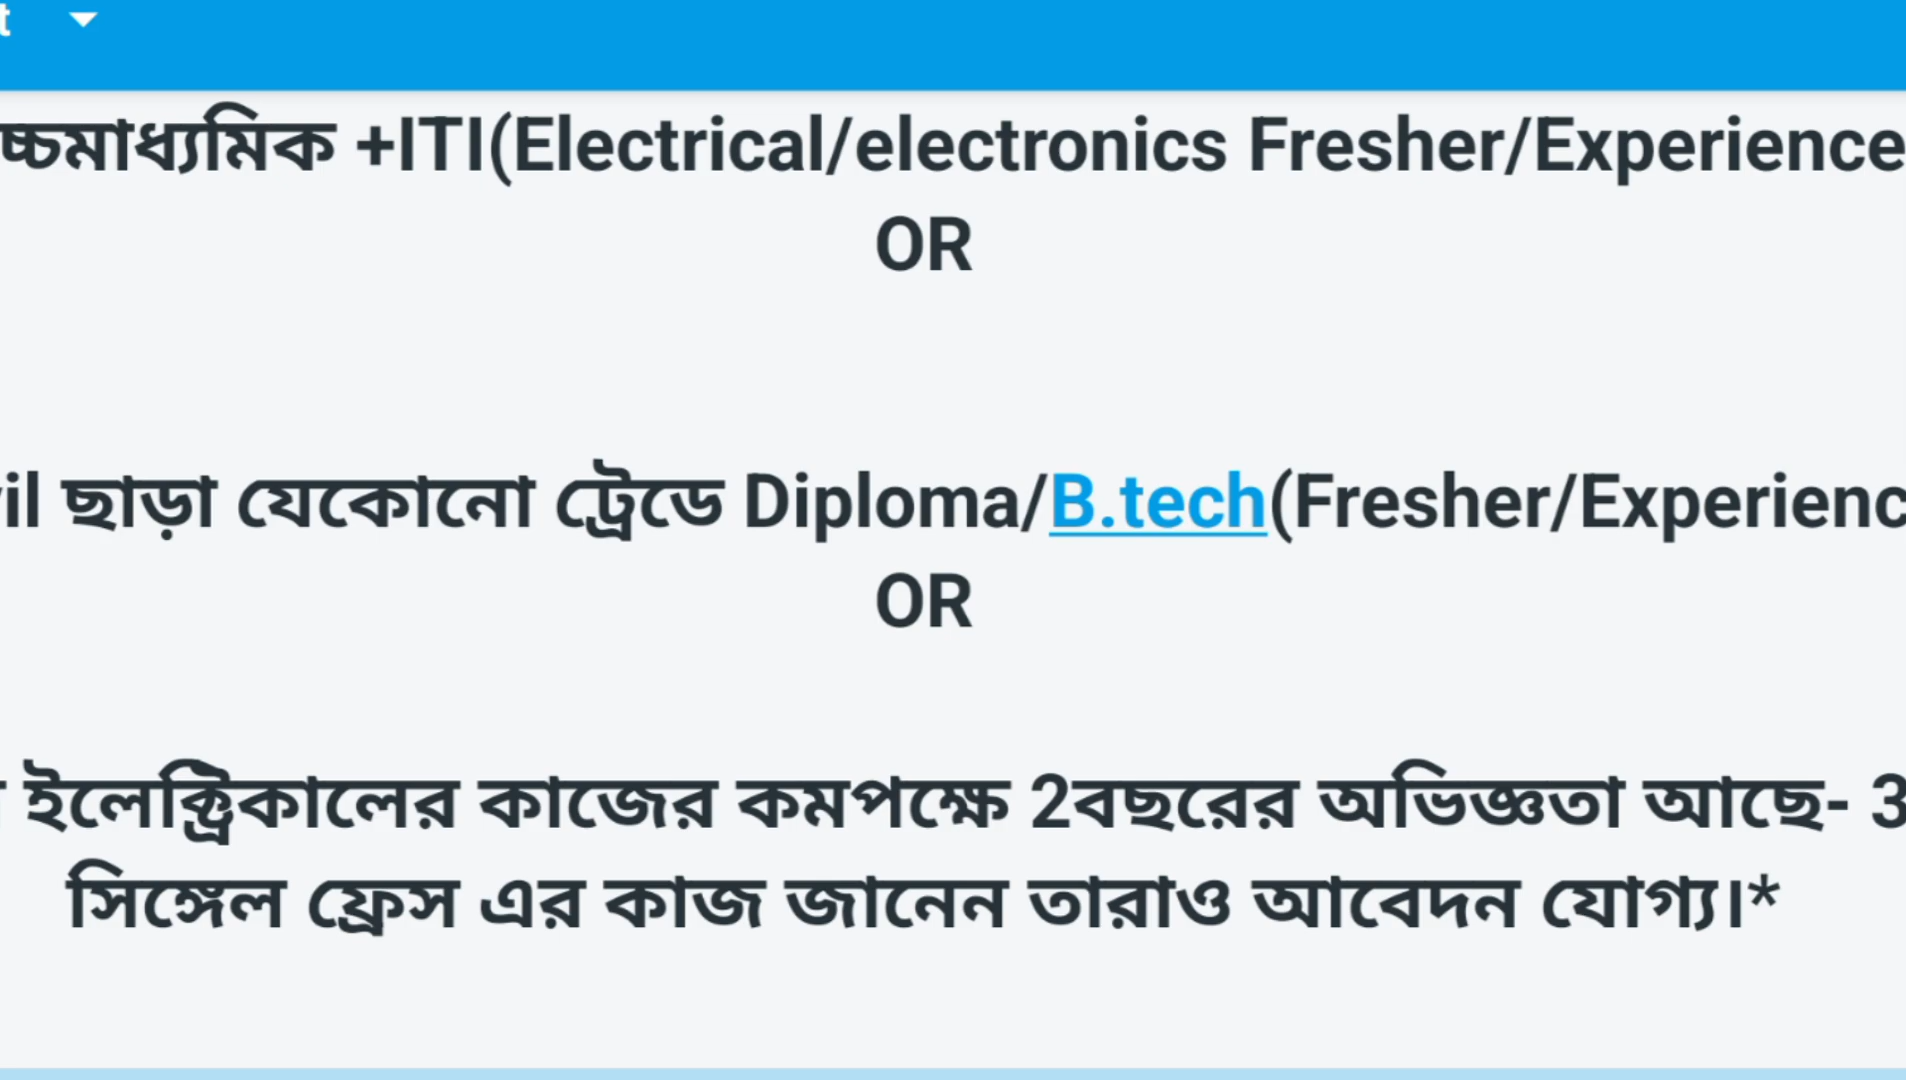 t
চ্চমাধ্যমিক +ITI(Electrical/electronics Fresher/Experience
OR
il ছাড়া যেকোনো ট্রেডে Diploma/B.tech(Fresher/Experienc
OR
ইলেক্ট্রিকালের কাজের কমপক্ষে 2বছরের অভিজ্ঞতা আছে- 3
সিঙ্গেল ফ্রেস এর কাজ জানেন তারাও আবেদন যোগ্য।*